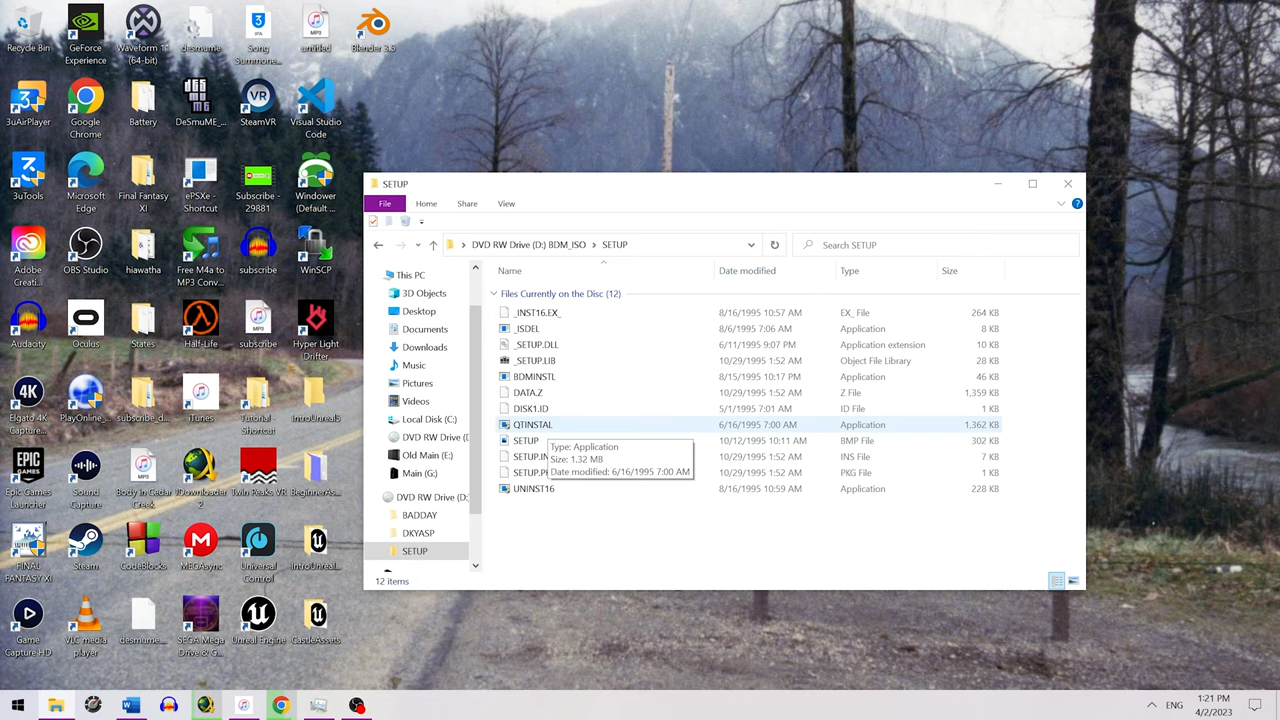 Recycle Bin
GeForce
Experience
Waveform 1
(64-bit)
desmume
Song
Summone...
untitled
Blender 3.5
3uAirPlayer
Google
Chrome
Battery
DeSmuME_...
SteamVR
Visual Studio
Code
3uTools
Microsoft
Edge
Final Fantasy
XI
ePSXe -
Shortcut
Subscribe -
29881
Windower
(Default ...
Adobe
Creati...
OBS Studio
hiawatha
Free M4a to
MP3 Conv...
subscribe
WinSCP
Audacity
Oculus
States
Half-Life
subscribe
Hyper Light
Drifter
Elgato 4K
Capture...
PlayOnline_...
subscribe_d...
iTunes
Tutorial -
Shortcut
IntroUnreal5
Epic Games
Launcher
Sound
Capture
Body in Cedar
Creek
JDownloader
2
Twin Peaks VR
BeginnerAs...
FINAL
FANTASY XI
Steam
CodeBlocks
MEGAsync
Universal
Control
IntroUnreal...
Game
Capture HD
VLC media
player
desmume...
SEGA Mega
Drive & G...
Unreal Engine
CastleAssets
SETUP
File
Home
Share
View
DVD RW Drive (D:) BDM_ISO
SETUP
Search SETUP
This PC
3D Objects
Desktop
Documents
Downloads
Music
Pictures
Videos
Local Disk (C:)
DVD RW Drive (D
Old Main (E:)
Main (G:)
DVD RW Drive (D:
BADDAY
DKYASP
SETUP
Name Date modified Type Size
Files Currently on the Disc (12)
_INST16.EX_ 8/16/1995 10:57 AM EX_ File 264 KB
_ISDEL 8/6/1995 7:06 AM Application 8 KB
_SETUP.DLL 6/11/1995 9:07 PM Application extension 10 KB
_SETUP.LIB 10/29/1995 1:52 AM Object File Library 28 KB
BDMINSTL 8/15/1995 10:17 PM Application 46 KB
DATA.Z 10/29/1995 1:52 AM Z File 1,359 KB
DISK1.ID 5/1/1995 7:01 AM ID File 1 KB
QTINSTAL 6/16/1995 7:00 AM Application 1,362 KB
SETUP 10/12/1995 10:11 AM BMP File 302 KB
SETUP.IN 10/29/1995 1:52 AM INS File 7 KB
SETUP.P 10/29/1995 1:52 AM PKG File 1 KB
UNINST16 8/16/1995 10:59 AM Application 228 KB
Type: Application
Size: 1.32 MB
Date modified: 6/16/1995 7:00 AM
12 items
ENG
1:21 PM
4/2/2023